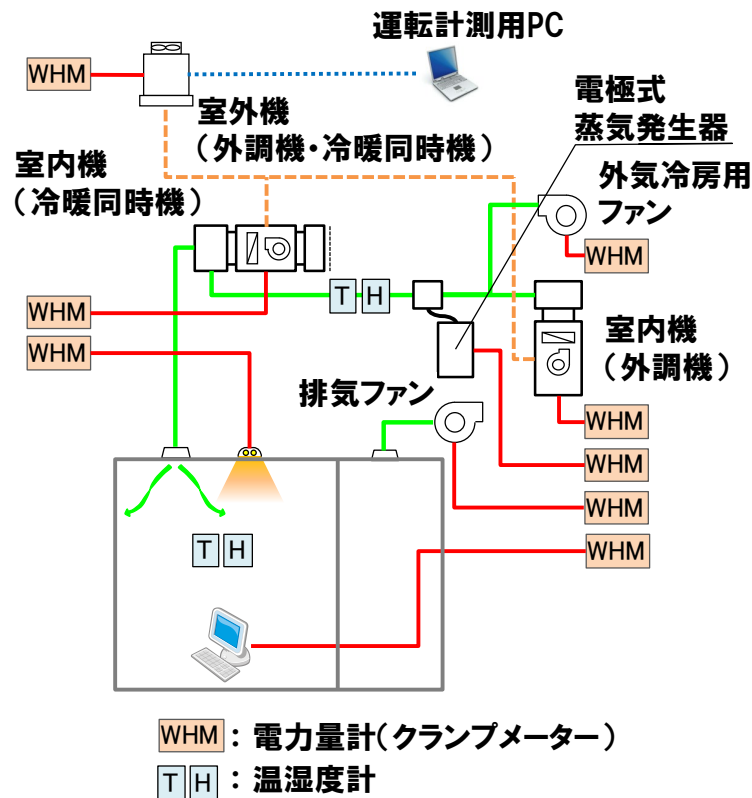 運転計測用PC
WHM
室外機
(外調機・冷暖同時機)
電極式
蒸気発生器
室内機
(冷暖同時機)
外気冷房用
ファン
WHM
T H
WHM
WHM
室内機
(外調機)
排気ファン
WHM
WHM
WHM
WHM
T H
WHM : 電力量計(クランプメーター)
T H : 温湿度計